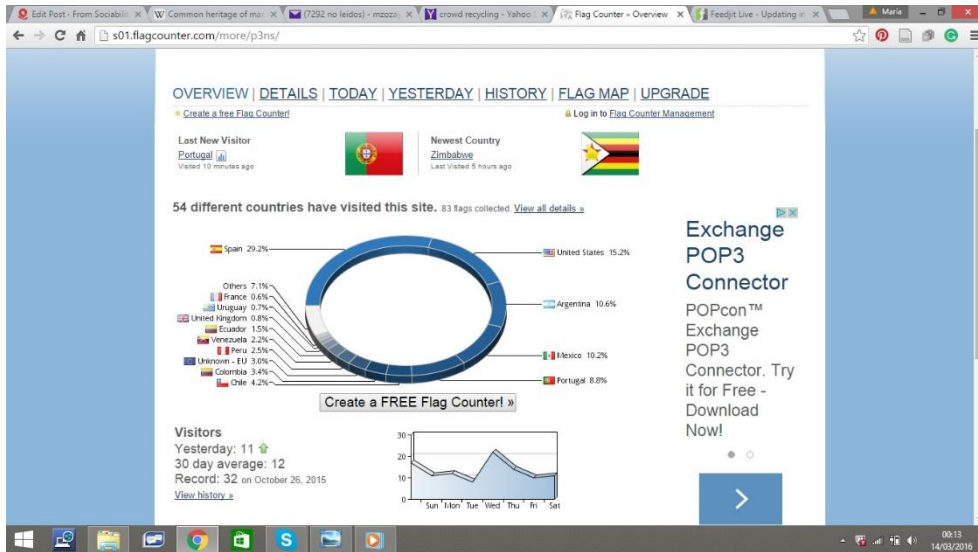 Edit Post ‹ From Sociabili
Common heritage of mar
(7292 no leidos) - mzoza
crowd recycling - Yahoo
Flag Counter » Overview
Feedjit Live - Updating in
María
s01.flagcounter.com/more/p3ns/
OVERVIEW | DETAILS | TODAY | YESTERDAY | HISTORY | FLAG MAP | UPGRADE
» Create a free Flag Counter!
Log in to Flag Counter Management
Last New Visitor
Portugal
Visited 10 minutes ago
Newest Country
Zimbabwe
Last Visited 5 hours ago
54 different countries have visited this site. 83 flags collected. View all details »
Spain 29.2%
United States 15.2%
Others 7.1%
France 0.6%
Uruguay 0.7%
United Kingdom 0.8%
Ecuador 1.5%
Venezuela 2.2%
Peru 2.5%
Unknown - EU 3.0%
Colombia 3.4%
Chile 4.2%
Argentina 10.6%
Mexico 10.2%
Portugal 8.8%
Create a FREE Flag Counter! »
Visitors
Yesterday: 11
30 day average: 12
Record: 32 on October 26, 2015
View history »
30
20
10
0
Sun Mon Tue Wed Thu Fri Sat
Exchange
POP3
Connector
POPcon™
Exchange
POP3
Connector. Try
it for Free -
Download
Now!
00:13
14/03/2016